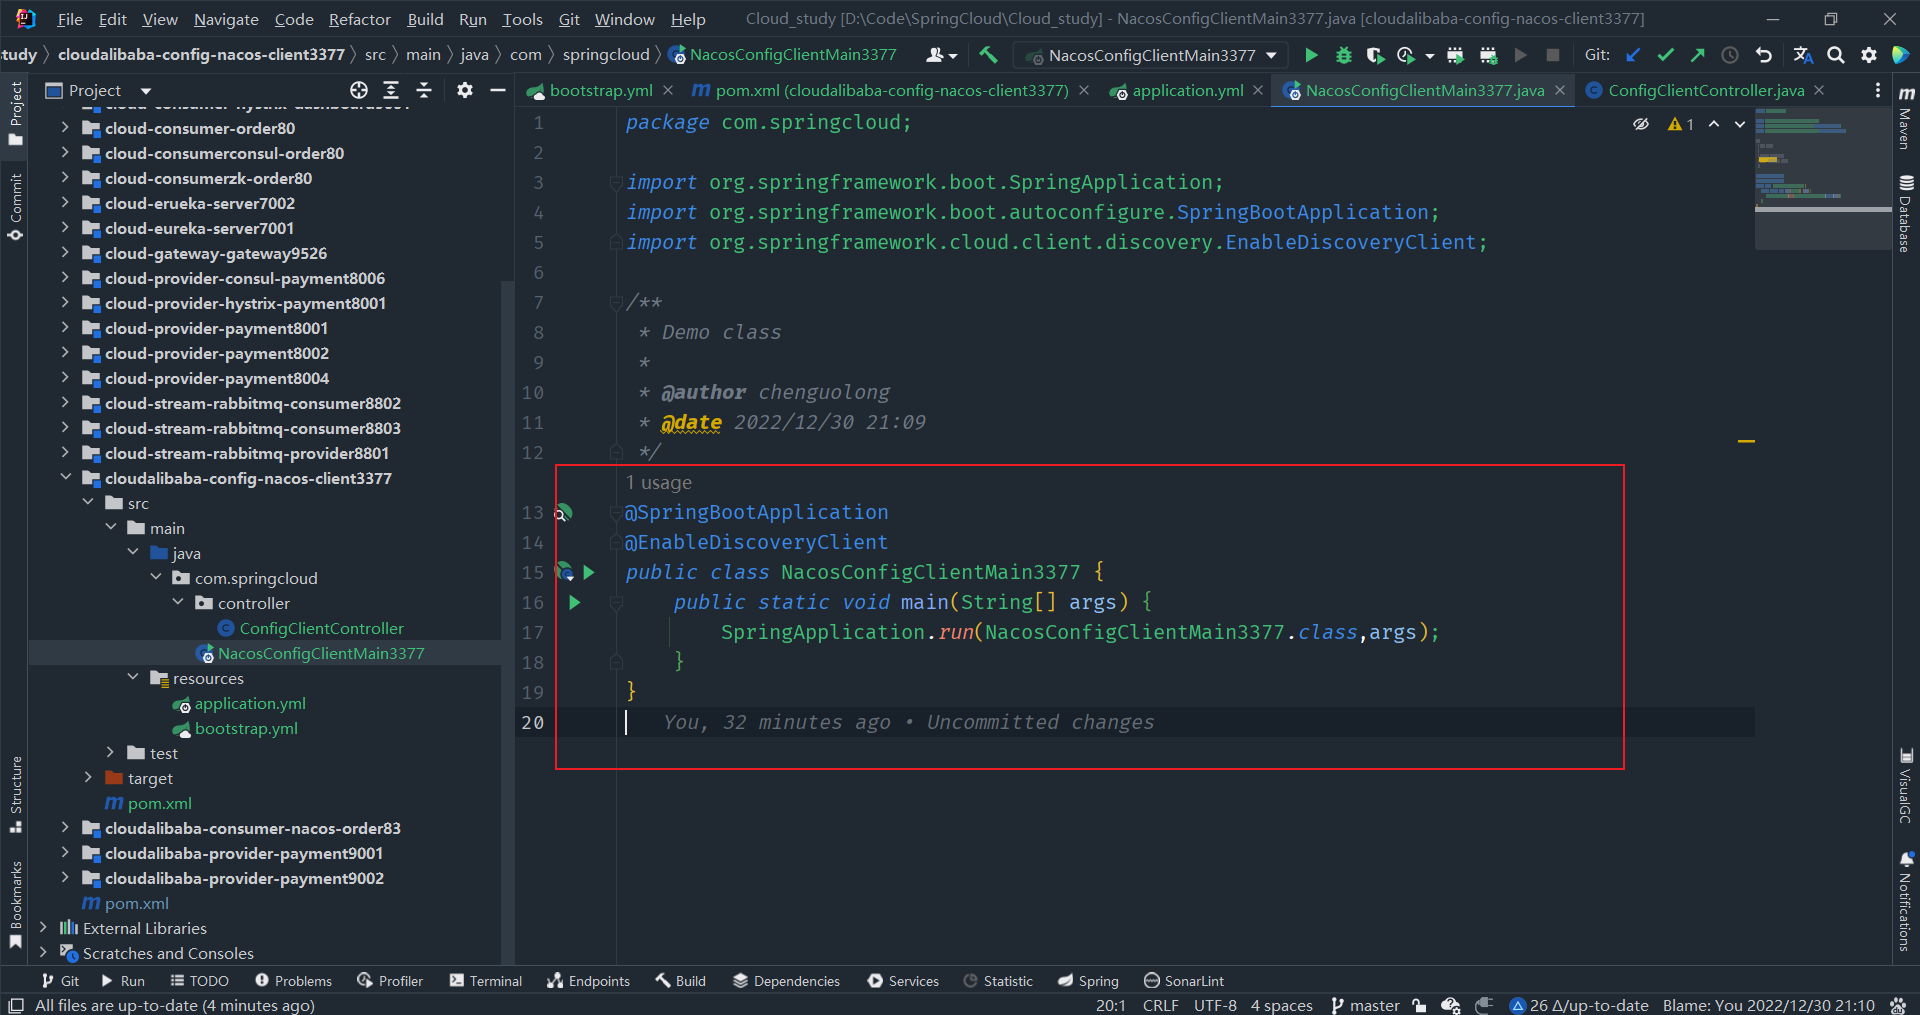 File Edit View Navigate Code Refactor Build Run Tools Git Window Help Cloud_study [D:\Code\SpringCloud\Cloud_study] - NacosConfigClientMain3377.java [cloudalibaba-config-nacos-client3377]
tudy cloudalibaba-config-nacos-client3377 src main java com springcloud NacosConfigClientMain3377 NacosConfigClientMain3377 Git:
Project
bootstrap.yml pom.xml (cloudalibaba-config-nacos-client3377) application.yml NacosConfigClientMain3377.java ConfigClientController.java
Project
Commit
Structure
Bookmarks
cloud-consumer-order80
cloud-consumerconsul-order80
cloud-consumerzk-order80
cloud-erueka-server7002
cloud-eureka-server7001
cloud-gateway-gateway9526
cloud-provider-consul-payment8006
cloud-provider-hystrix-payment8001
cloud-provider-payment8001
cloud-provider-payment8002
cloud-provider-payment8004
cloud-stream-rabbitmq-consumer8802
cloud-stream-rabbitmq-consumer8803
cloud-stream-rabbitmq-provider8801
cloudalibaba-config-nacos-client3377
src
main
java
com.springcloud
controller
ConfigClientController
NacosConfigClientMain3377
resources
application.yml
bootstrap.yml
test
target
pom.xml
cloudalibaba-consumer-nacos-order83
cloudalibaba-provider-payment9001
cloudalibaba-provider-payment9002
pom.xml
External Libraries
Scratches and Consoles
1 package com.springcloud;
2
3 import org.springframework.boot.SpringApplication;
4 import org.springframework.boot.autoconfigure.SpringBootApplication;
5 import org.springframework.cloud.client.discovery.EnableDiscoveryClient;
6
7 /**
8 * Demo class
9 *
10 * @author chenguolong
11 * @date 2022/12/30 21:09
12 */
1 usage
13 @SpringBootApplication
14 @EnableDiscoveryClient
15 public class NacosConfigClientMain3377 {
16 public static void main(String[] args) {
17 SpringApplication.run(NacosConfigClientMain3377.class,args);
18 }
19 }
20 You, 32 minutes ago • Uncommitted changes
1
Maven
Database
VisualGC
Notifications
Git Run TODO Problems Profiler Terminal Endpoints Build Dependencies Services Statistic Spring SonarLint
All files are up-to-date (4 minutes ago) 20:1 CRLF UTF-8 4 spaces master 26 Δ/up-to-date Blame: You 2022/12/30 21:10